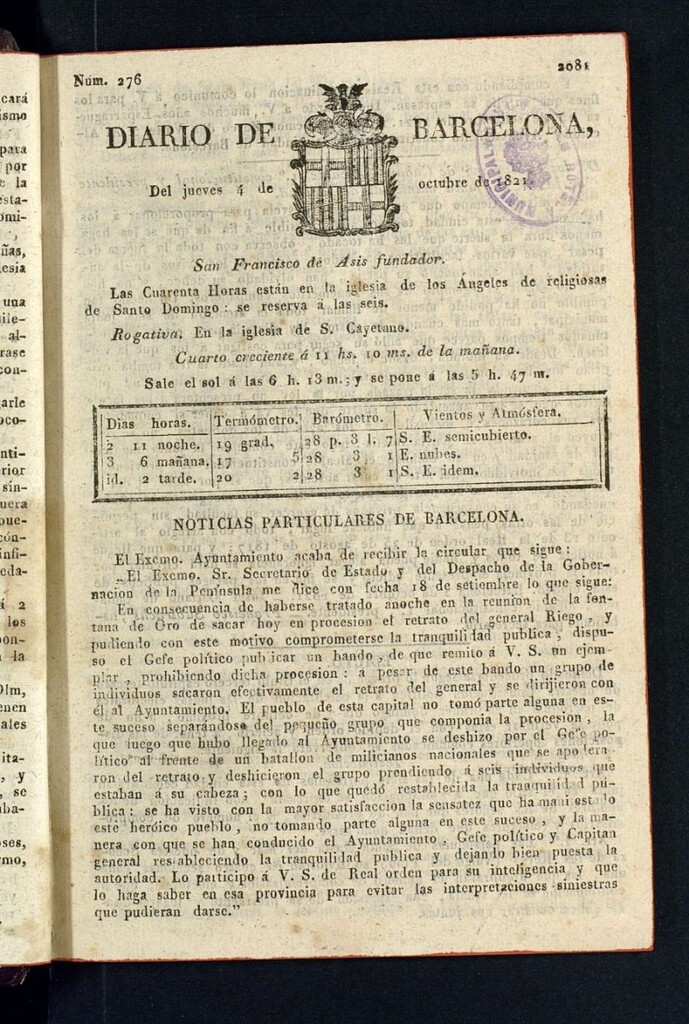 Núm. 276
2081
DIARIO DE BARCELONA,
Del jueves 4 de octubre de 1821.
San Francisco de Asis fundador.
Las Cuarenta Horas están en la iglesia de los Ángeles de religiosas
de Santo Domingo: se reserva á las seis.
Rogativa. En la iglesia de S. Cayetano.
Cuarto creciente á 11 hs. 10 ms. de la mañana.
Sale el sol á las 6 h. 13 m.; y se pone á las 5 h. 47 m.
Dias horas. Termómetro. Barómetro. Vientos y Atmósfera.
2 11 noche. 19 grad. 28 p. 3 l. 7 S. E. semicubierto.
3 6 mañana. 17 5 28 3 1 E. nubes.
id. 2 tarde. 20 2 28 3 1 S. E. idem.
NOTICIAS PARTICULARES DE BARCELONA.
El Excmo. Ayuntamiento acaba de recibir la circular que sigue:
„El Excmo. Sr. Secretario de Estado y del Despacho de la Gober-
nacion de la Península me dice con fecha 18 de setiembre lo que sigue:
En consecuencia de haberse tratado anoche en la reunion de la fon-
tana de Oro de sacar hoy en procesion el retrato del general Riego, y
pudiendo con este motivo comprometerse la tranquilidad publica, dispu-
so el Gefe político publicar un bando, de que remito á V. S. un ejem-
plar, prohibiendo dicha procesion: á pesar de este bando un grupo de
individuos sacaron efectivamente el retrato del general y se dirijieron con
él al Ayuntamiento. El pueblo de esta capital no tomó parte alguna en es-
te suceso separándose del pequeño grupo que componia la procesion, la
que luego que hubo llegado al Ayuntamiento se deshizo por el Gefe po-
lítico al frente de un batallon de milicianos nacionales que se apodera-
ron del retrato y deshicieron el grupo prendiendo á seis individuos que
estaban á su cabeza; con lo que quedó restablecida la tranquilidad pú-
blica: se ha visto con la mayor satisfaccion la sensatez que ha manifestado
este heróico pueblo, no tomando parte alguna en este suceso, y la ma-
nera con que se han conducido el Ayuntamiento, Gefe político y Capitan
general restableciendo la tranquilidad publica y dejando bien puesta la
autoridad. Lo participo á V. S. de Real orden para su inteligencia y que
lo haga saber en esa provincia para evitar las interpretaciones siniestras
que pudieran darse."